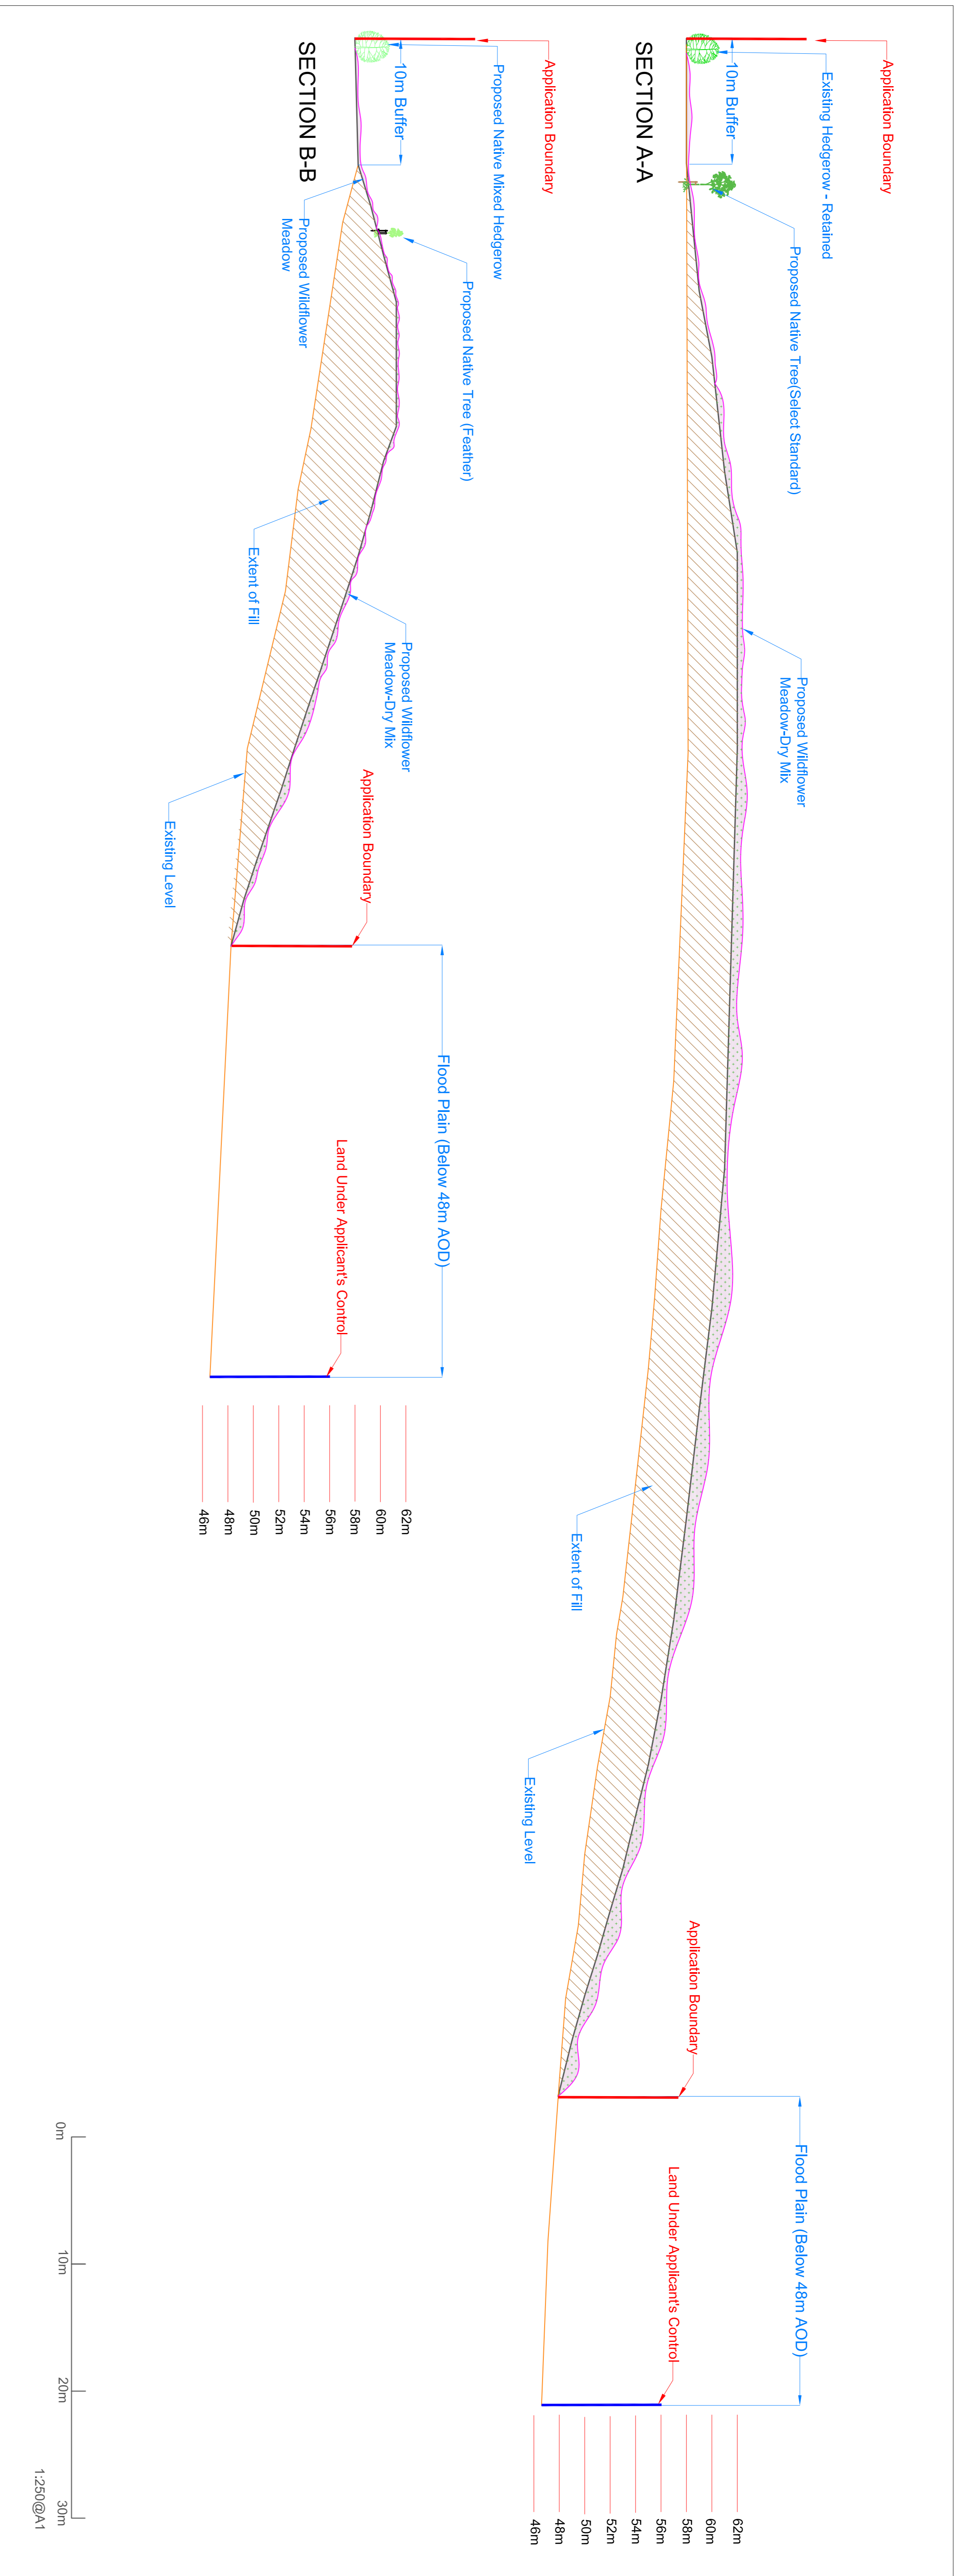 Application Boundary
Existing Hedgerow - Retained
10m Buffer
Proposed Native Tree(Select Standard)
Proposed Wildflower
Meadow-Dry Mix
SECTION A-A
Extent of Fill
Existing Level
Application Boundary
Flood Plain (Below 48m AOD)
Land Under Applicant's Control
62m
60m
58m
56m
54m
52m
50m
48m
46m
Application Boundary
Proposed Native Mixed Hedgerow
10m Buffer
Proposed Native Tree (Feather)
SECTION B-B
Proposed Wildflower
Meadow
Extent of Fill
Proposed Wildflower
Meadow-Dry Mix
Existing Level
Application Boundary
Flood Plain (Below 48m AOD)
Land Under Applicant's Control
62m
60m
58m
56m
54m
52m
50m
48m
46m
0m
10m
20m
30m
1:250@A1